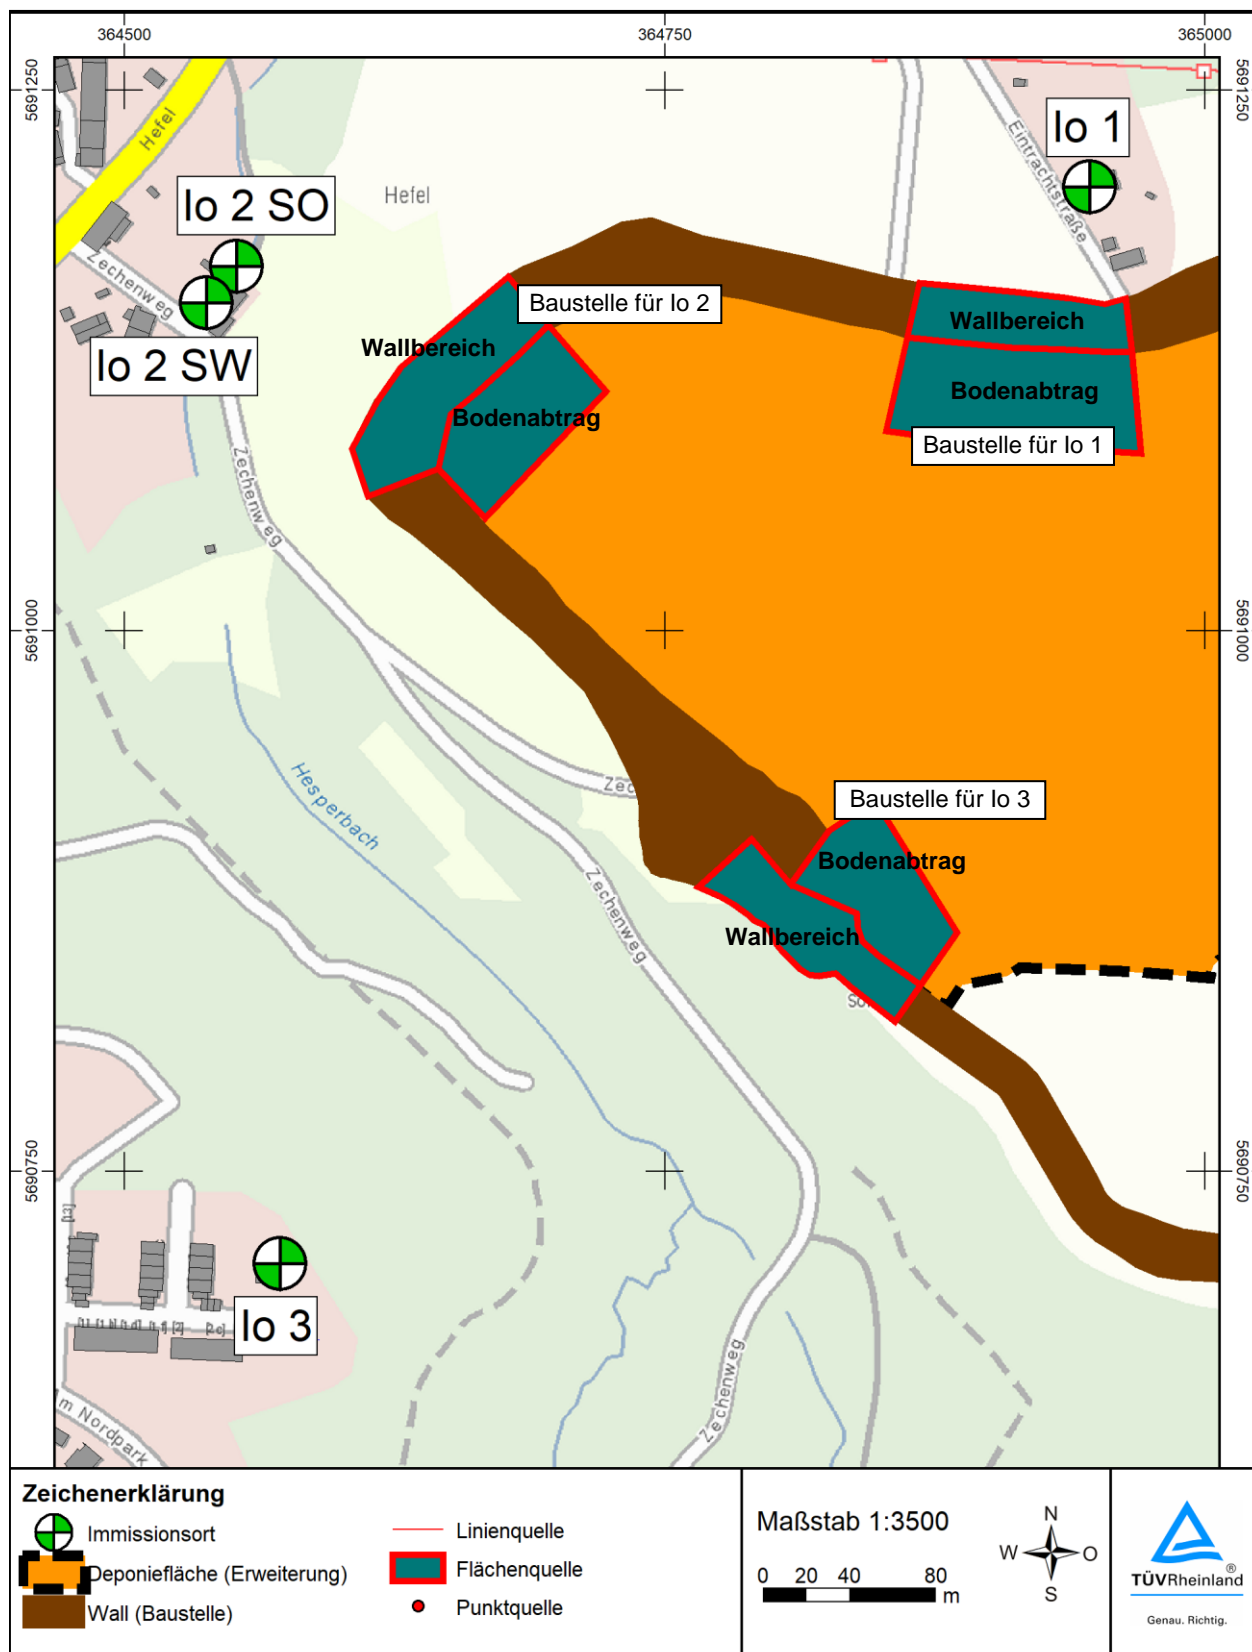 364500
364750
365000
5691250
5691250
Hefel
Hefel
Eintrachtstraße
Io 1
Io 2 SO
Zechenweg
Io 2 SW
Baustelle für Io 2
Wallbereich
Bodenabtrag
Wallbereich
Bodenabtrag
Baustelle für Io 1
Zechenweg
5691000
5691000
Hesperbach
Baustelle für Io 3
Bodenabtrag
Wallbereich
Zechenweg
5690750
5690750
[13]
Io 3
[2]
[2c]
Zechenweg
m Nordpark
Zeichenerklärung
Immissionsort
Deponiefläche (Erweiterung)
Wall (Baustelle)
Linienquelle
Flächenquelle
Punktquelle
Maßstab 1:3500
0 20 40 80
m
N
W O
S
TÜVRheinland®
Genau. Richtig.